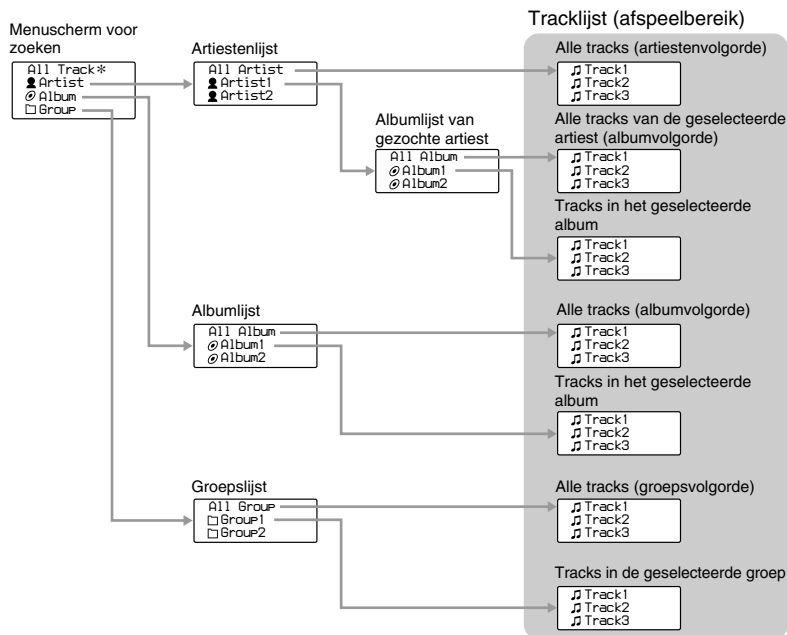 Tracklijst (afspeelbereik)
Menuscherm voor
zoeken
All Track*
Artist
Album
Group
Artiestenlijst
All Artist
Artist1
Artist2
Alle tracks (artiestenvolgorde)
Track1
Track2
Track3
Albumlijst van
gezochte artiest
All Album
Album1
Album2
Alle tracks van de geselecteerde
artiest (albumvolgorde)
Track1
Track2
Track3
Tracks in het geselecteerde
album
Track1
Track2
Track3
Albumlijst
All Album
Album1
Album2
Alle tracks (albumvolgorde)
Track1
Track2
Track3
Tracks in het geselecteerde
album
Track1
Track2
Track3
Groepslijst
All Group
Group1
Group2
Alle tracks (groepsvolgorde)
Track1
Track2
Track3
Tracks in de geselecteerde groep
Track1
Track2
Track3